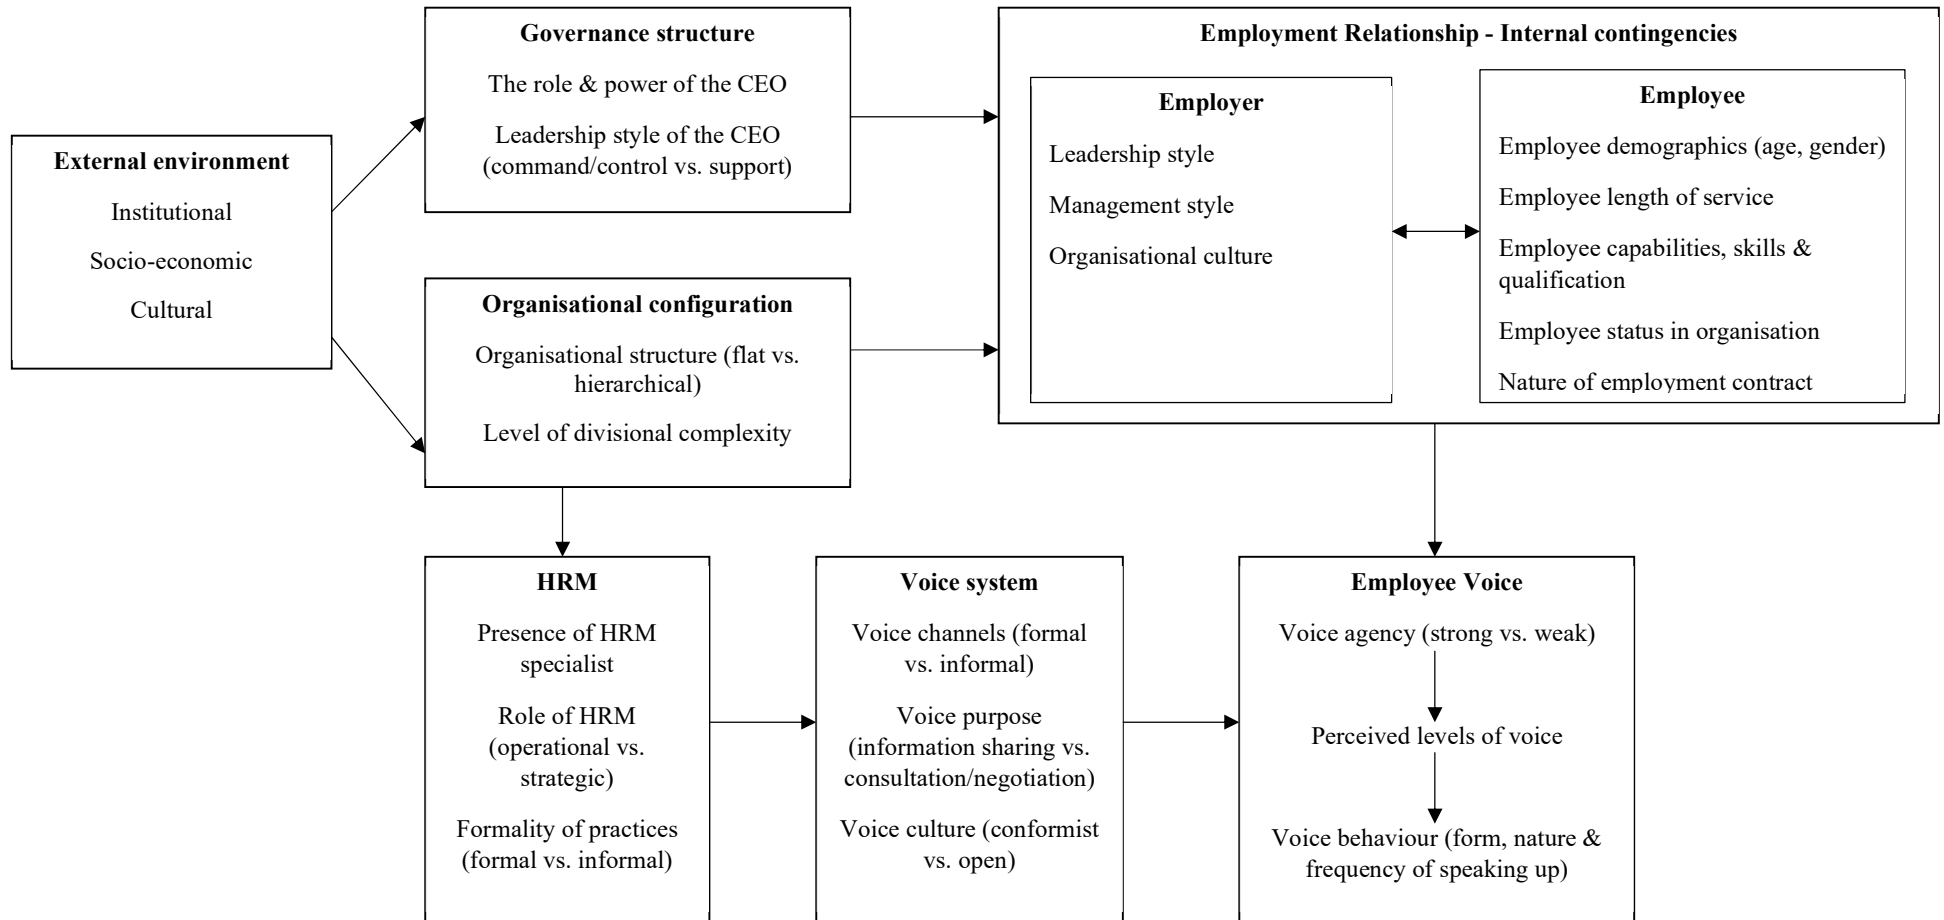 External environment
Institutional
Socio-economic
Cultural
Governance structure
The role & power of the CEO
Leadership style of the CEO
(command/control vs. support)
Organisational configuration
Organisational structure (flat vs.
hierarchical)
Level of divisional complexity
Employment Relationship - Internal contingencies
Employer
Leadership style
Management style
Organisational culture
Employee
Employee demographics (age, gender)
Employee length of service
Employee capabilities, skills &
qualification
Employee status in organisation
Nature of employment contract
HRM
Presence of HRM
specialist
Role of HRM
(operational vs.
strategic)
Formality of practices
(formal vs. informal)
Voice system
Voice channels (formal
vs. informal)
Voice purpose
(information sharing vs.
consultation/negotiation)
Voice culture (conformist
vs. open)
Employee Voice
Voice agency (strong vs. weak)
Perceived levels of voice
Voice behaviour (form, nature &
frequency of speaking up)